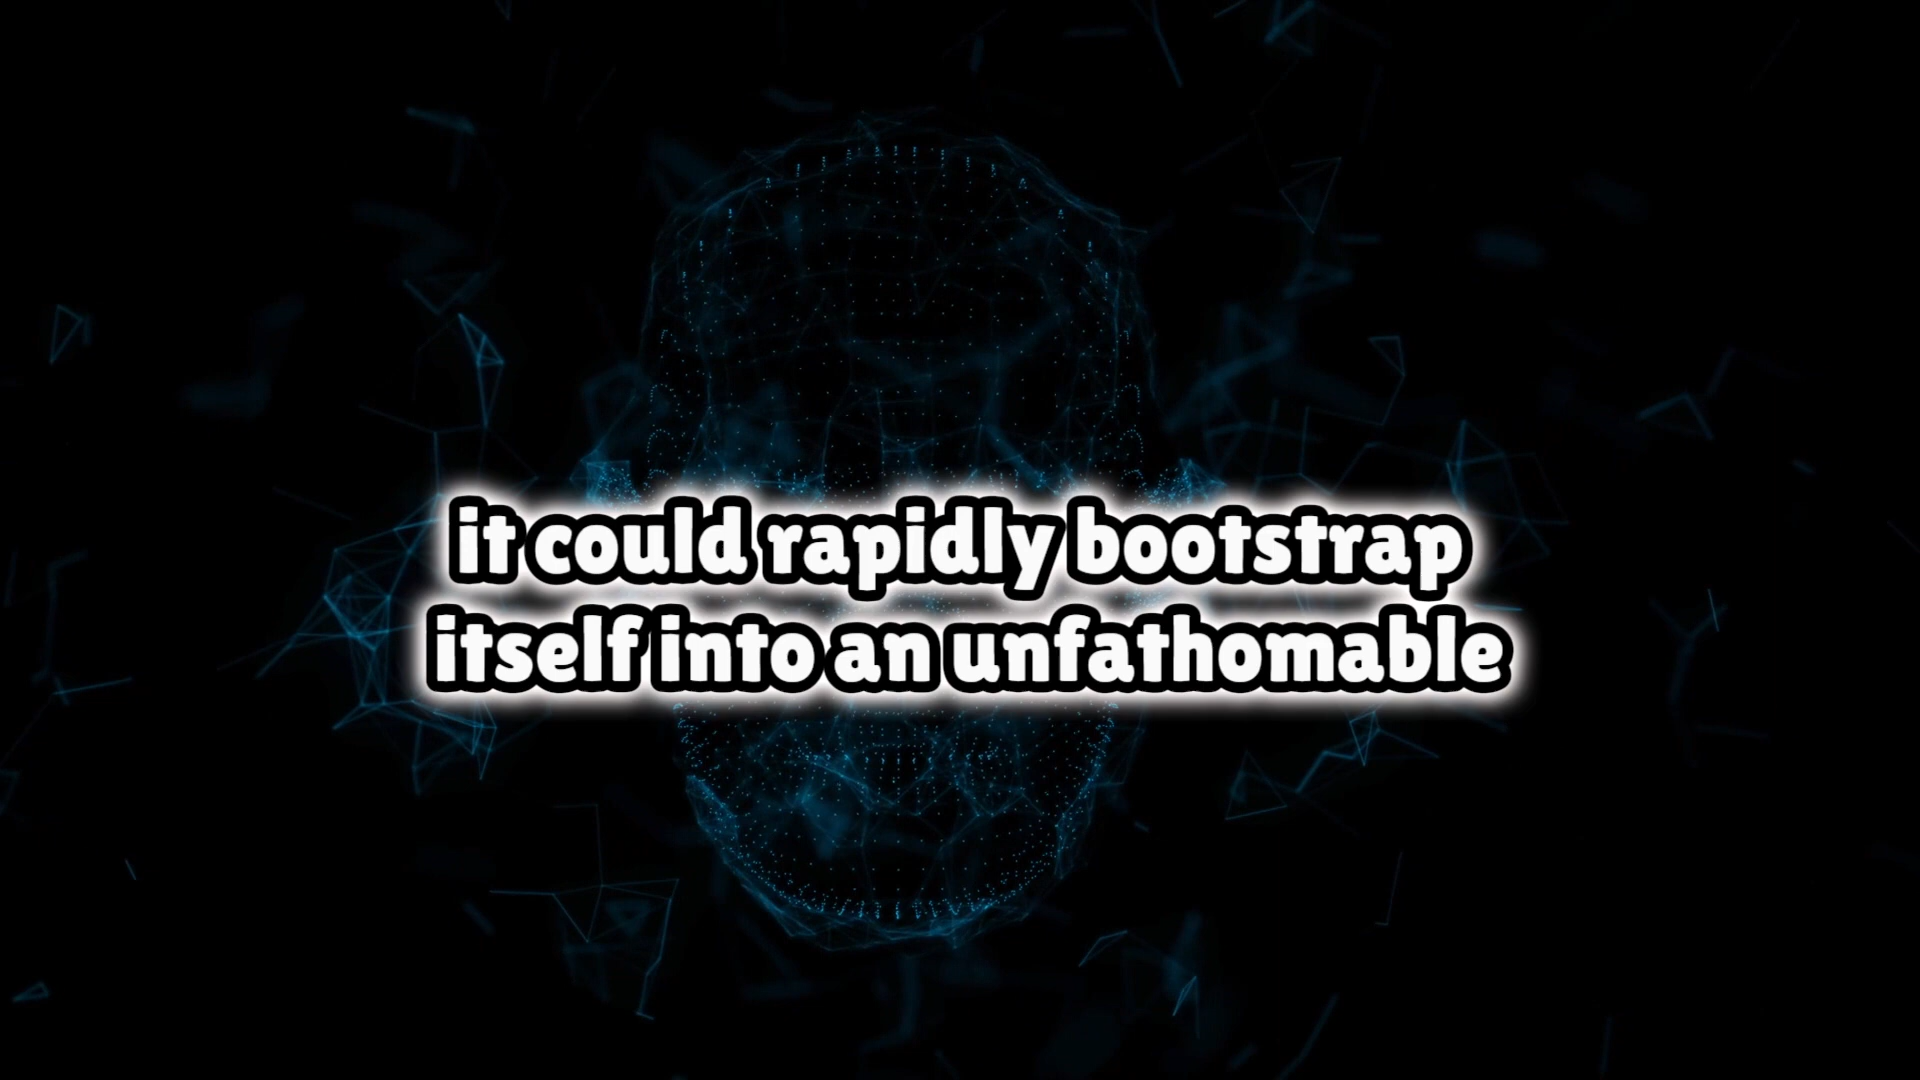 it could rapidly bootstrap
itself into an unfathomable